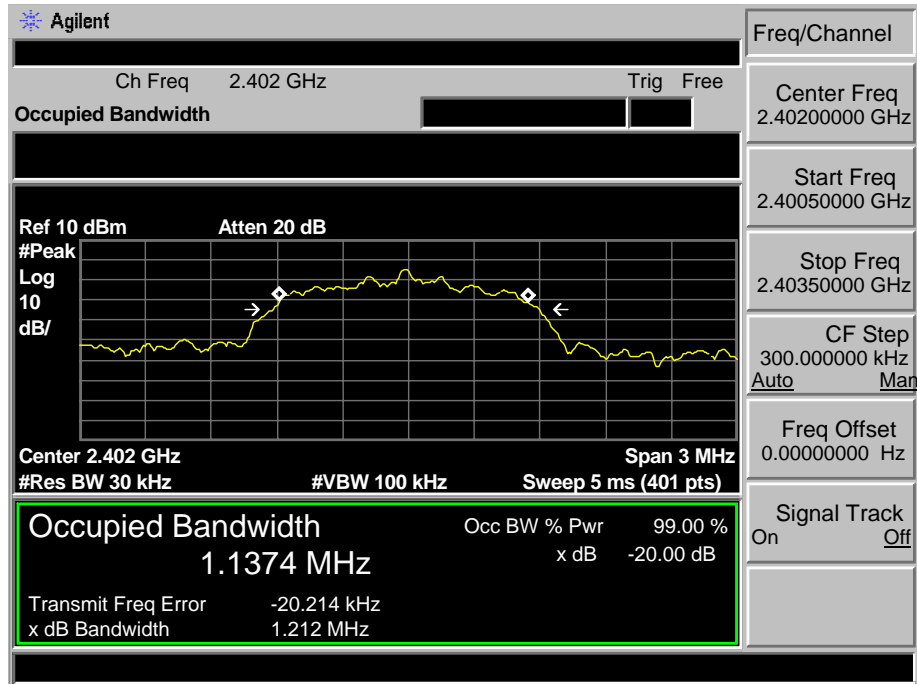 Agilent
Freq/Channel
Ch Freq 2.402 GHz Trig Free
Occupied Bandwidth
Center Freq
2.40200000 GHz
Start Freq
2.40050000 GHz
Stop Freq
2.40350000 GHz
CF Step
300.000000 kHz
Auto Man
Freq Offset
0.00000000 Hz
Signal Track
On Off
Ref 10 dBm Atten 20 dB
#Peak
Log
10
dB/
Center 2.402 GHz Span 3 MHz
#Res BW 30 kHz #VBW 100 kHz Sweep 5 ms (401 pts)
Occupied Bandwidth Occ BW % Pwr 99.00 %
1.1374 MHz x dB -20.00 dB
Transmit Freq Error -20.214 kHz
x dB Bandwidth 1.212 MHz